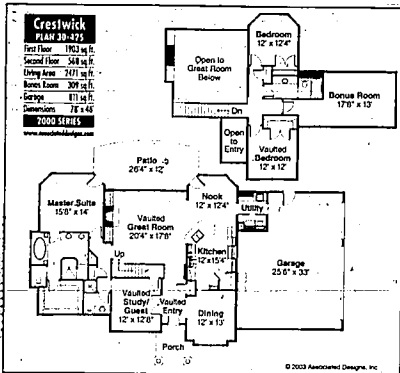 Crestwick
PLAN 30-425
First Floor 1903 sq ft.
Second Floor 568 sq ft.
Living Area 2471 sq ft.
Bonus Room 309 sq ft.
Garage 811 sq ft.
Dimensions 78' x 46'
2000 SERIES
www.associateddesigns.com
Open to
Great Room
Below
Bedroom
12' x 12'4"
Bonus Room
17'6" x 13'
Dn
Open
to
Entry
Vaulted
Bedroom
12' x 12'
Patio
26'4" x 12'
Master Suite
15'8" x 14'
Vaulted
Great Room
20'4" x 17'8"
Nook
12' x 12'4"
Utility
Up
Kitchen
12' x 15'4"
Garage
25'6" x 33'
Vaulted
Study/
Guest
12' x 12'8"
Vaulted
Entry
Dining
12' x 13'
Porch
© 2003 Associated Designs, Inc